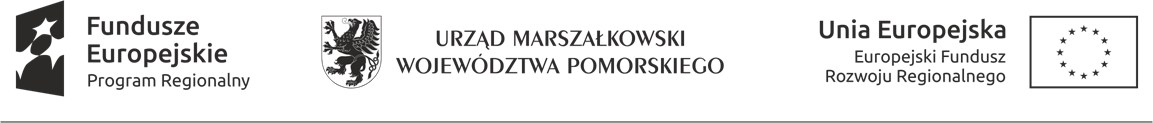 Fundusze
Europejskie
Program Regionalny
URZĄD MARSZAŁKOWSKI
WOJEWÓDZTWA POMORSKIEGO
Unia Europejska
Europejski Fundusz
Rozwoju Regionalnego